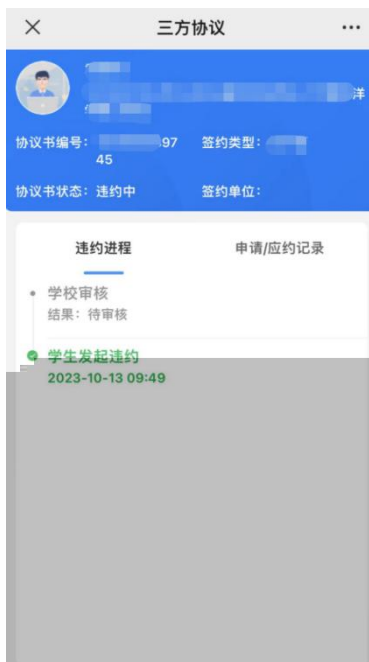 三方协议
洋
协议书编号： 97 签约类型：
45
协议书状态：违约中 签约单位：
违约进程 申请/应约记录
学校审核
结果：待审核
学生发起违约
2023-10-13 09:49